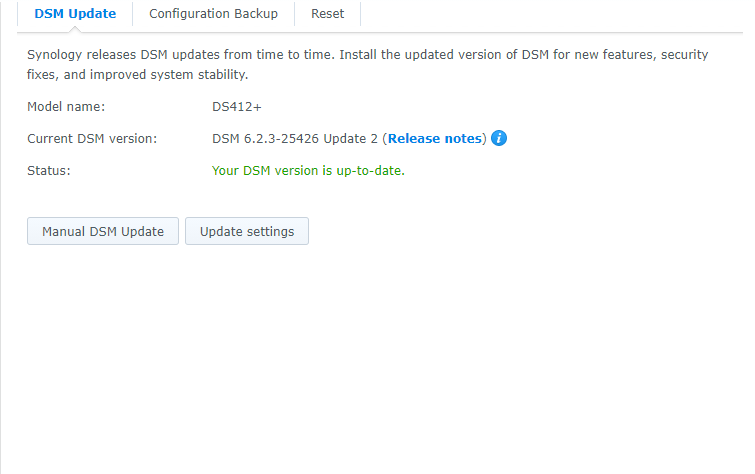 DSM Update Configuration Backup Reset
Synology releases DSM updates from time to time. Install the updated version of DSM for new features, security
fixes, and improved system stability.
Model name: DS412+
Current DSM version: DSM 6.2.3-25426 Update 2 (Release notes) i
Status: Your DSM version is up-to-date.
Manual DSM Update Update settings